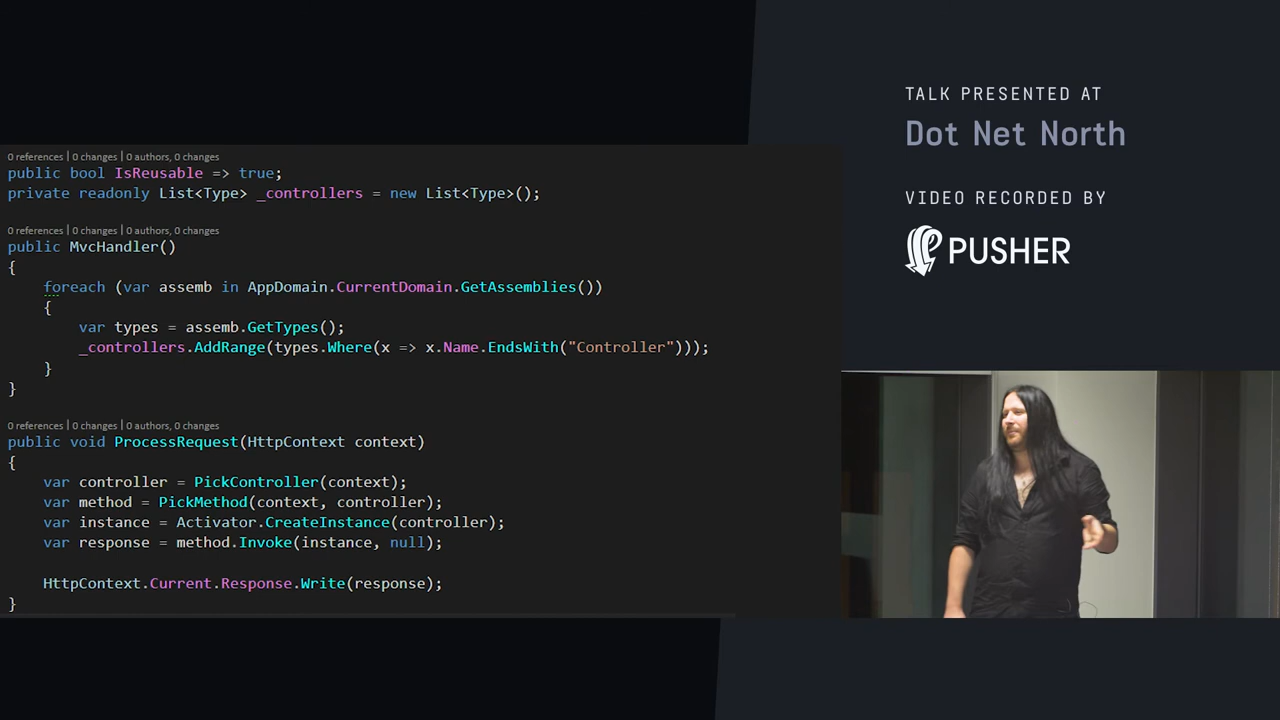 0 references | 0 changes | 0 authors, 0 changes
public bool IsReusable => true;
private readonly List<Type> _controllers = new List<Type>();
0 references | 0 changes | 0 authors, 0 changes
public MvcHandler()
{
    foreach (var assemb in AppDomain.CurrentDomain.GetAssemblies())
    {
        var types = assemb.GetTypes();
        _controllers.AddRange(types.Where(x => x.Name.EndsWith("Controller")));
    }
}
0 references | 0 changes | 0 authors, 0 changes
public void ProcessRequest(HttpContext context)
{
    var controller = PickController(context);
    var method = PickMethod(context, controller);
    var instance = Activator.CreateInstance(controller);
    var response = method.Invoke(instance, null);
    HttpContext.Current.Response.Write(response);
}
TALK PRESENTED AT
Dot Net North
VIDEO RECORDED BY
PUSHER